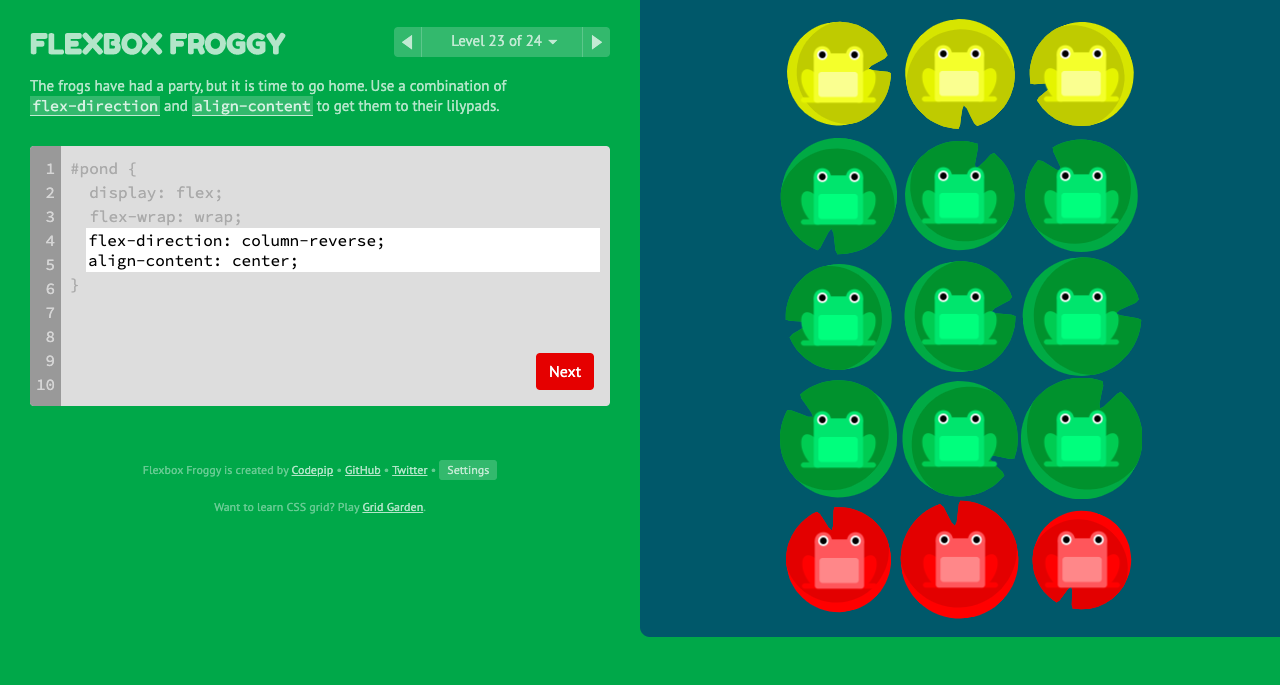 FLEXBOX FROGGY
Level 23 of 24
The frogs have had a party, but it is time to go home. Use a combination of
flex-direction and align-content to get them to their lilypads.
1 #pond {
2 display: flex;
3 flex-wrap: wrap;
4 flex-direction: column-reverse;
5 align-content: center;
6 }
7
8
9
10
Next
Flexbox Froggy is created by Codepip • GitHub • Twitter • Settings
Want to learn CSS grid? Play Grid Garden.